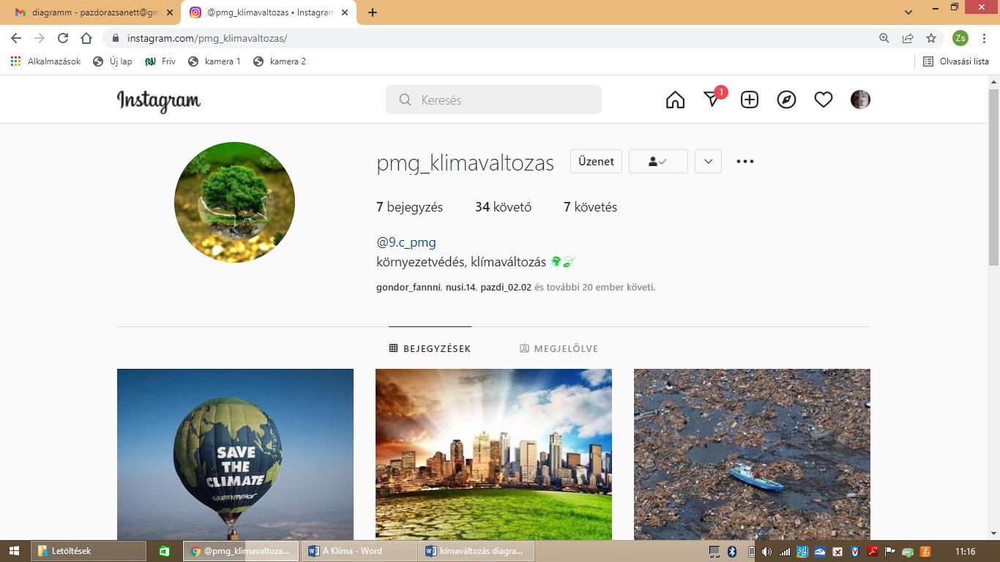 diagramm - pazdorazsanett@gm
@pmg_klimavaltozas • Instagram
instagram.com/pmg_klimavaltozas/
Zs
Alkalmazások
Új lap
Friv
kamera 1
kamera 2
Olvasási lista
Instagram
Keresés
1
pmg_klimavaltozas
Üzenet
7 bejegyzés
34 követő
7 követés
@9.c_pmg
környezetvédés, klímaváltozás
gondor_fannni, nusi.14, pazdi_02.02 és további 20 ember követi.
BEJEGYZÉSEK
MEGJELÖLVE
SAVE
THE
CLIMATE
GREENPEACE
Letöltések
@pmg_klimavaltoza...
A Klíma - Word
kímaváltozás diagra...
11:16